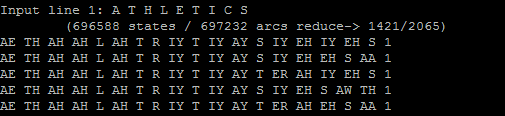 Input line 1: A T H L E T I C S
(696588 states / 697232 arcs reduce-> 1421/2065)
AE TH AH AH L AH T R IY T IY AY S IY EH IY EH S 1
AE TH AH AH L AH T R IY T IY AY S IY EH EH S AA 1
AE TH AH AH L AH T R IY T IY AY T ER AH IY EH S 1
AE TH AH AH L AH T R IY T IY AY S IY EH S AW TH 1
AE TH AH AH L AH T R IY T IY AY T ER AH EH S AA 1